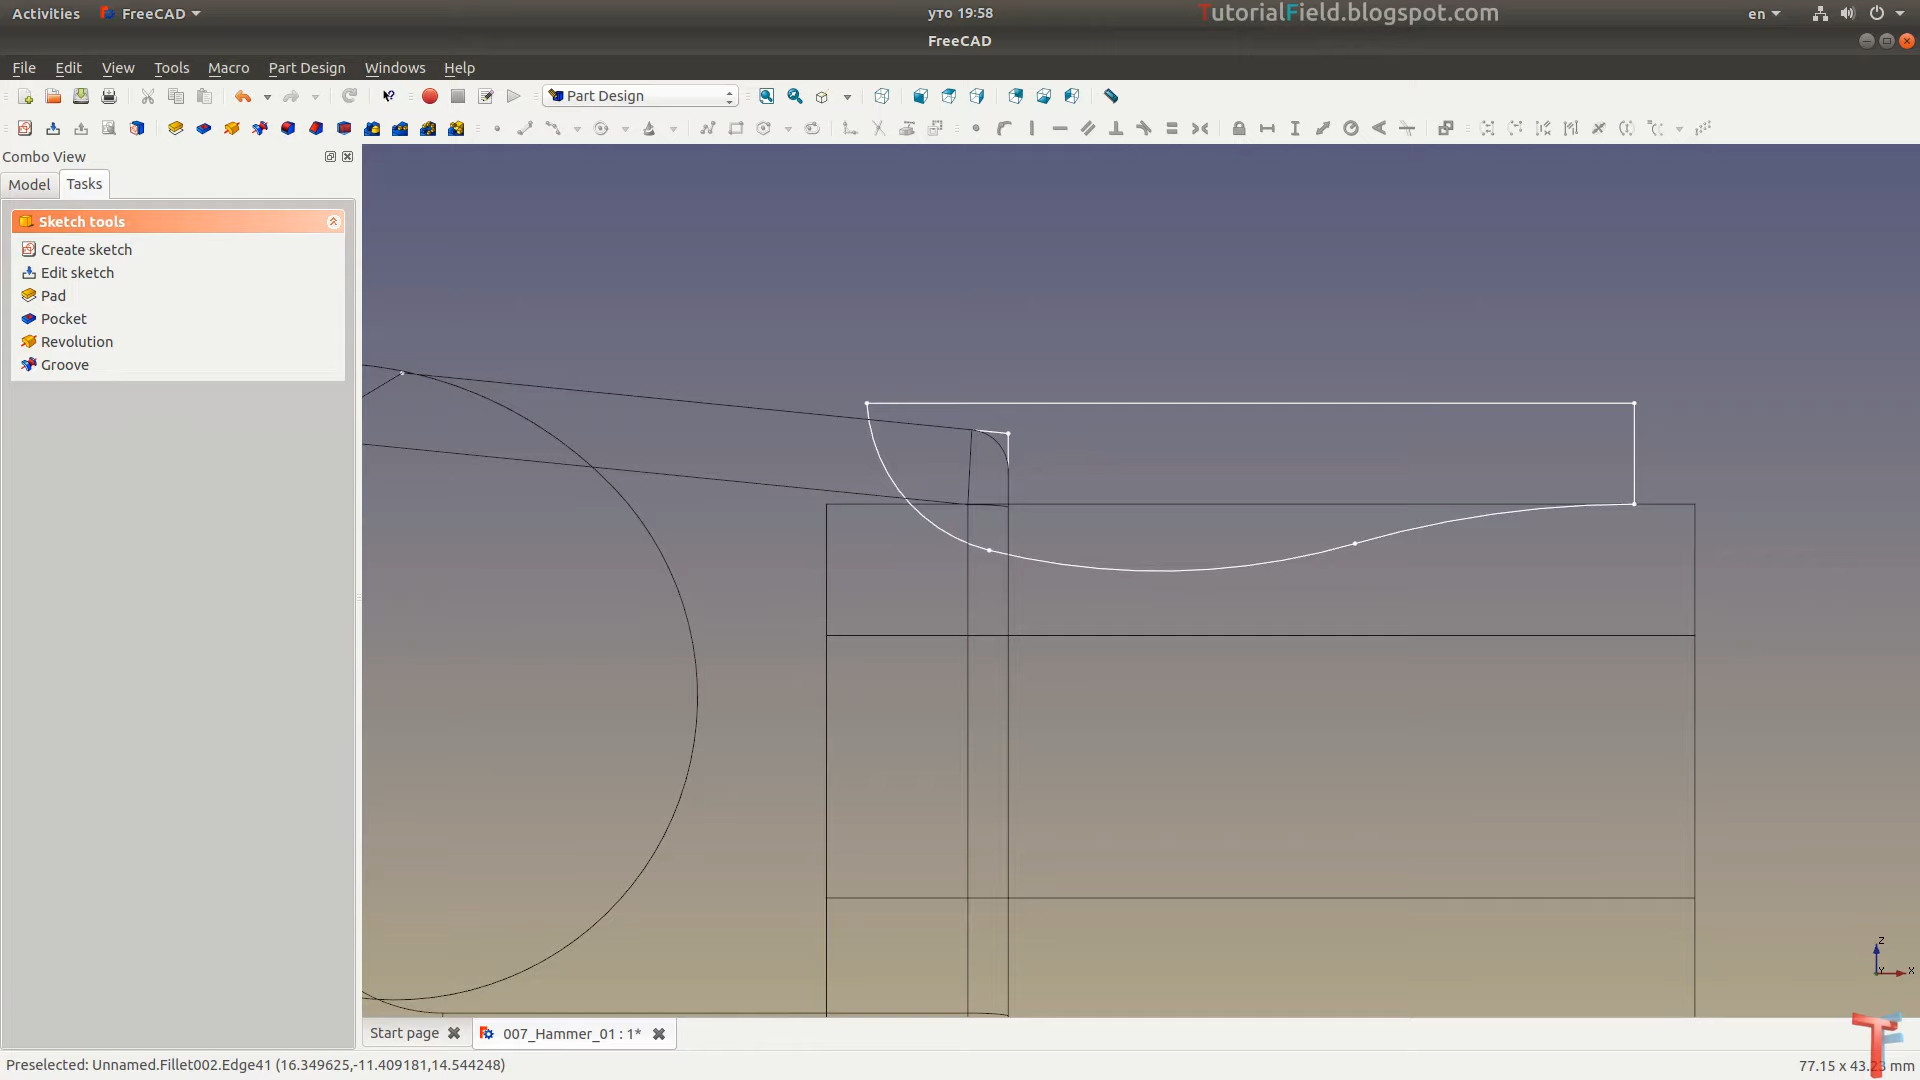 Activities FreeCAD уто 19:58 TutorialField.blogspot.com en
FreeCAD
File Edit View Tools Macro Part Design Windows Help
Part Design
Combo View
Model Tasks
Sketch tools
Create sketch
Edit sketch
Pad
Pocket
Revolution
Groove
Z
Y X
Start page 007_Hammer_01 : 1*
TF
Preselected: Unnamed.Fillet002.Edge41 (16.349625,-11.409181,14.544248) 77.15 x 43.23 mm